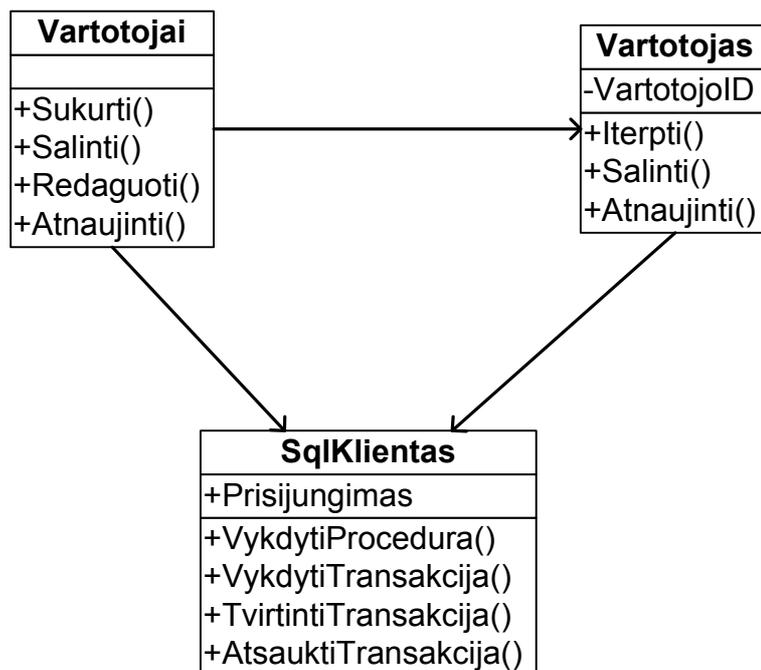 Vartotojai
+Sukurti()
+Salinti()
+Redaguoti()
+Atnaujinti()
Vartotojas
-VartotojoID
+Iterpti()
+Salinti()
+Atnaujinti()
SqlKlientas
+Prisijungimas
+VykdytiProcedura()
+VykdytiTransakcija()
+TvirtintiTransakcija()
+AtsauktiTransakcija()